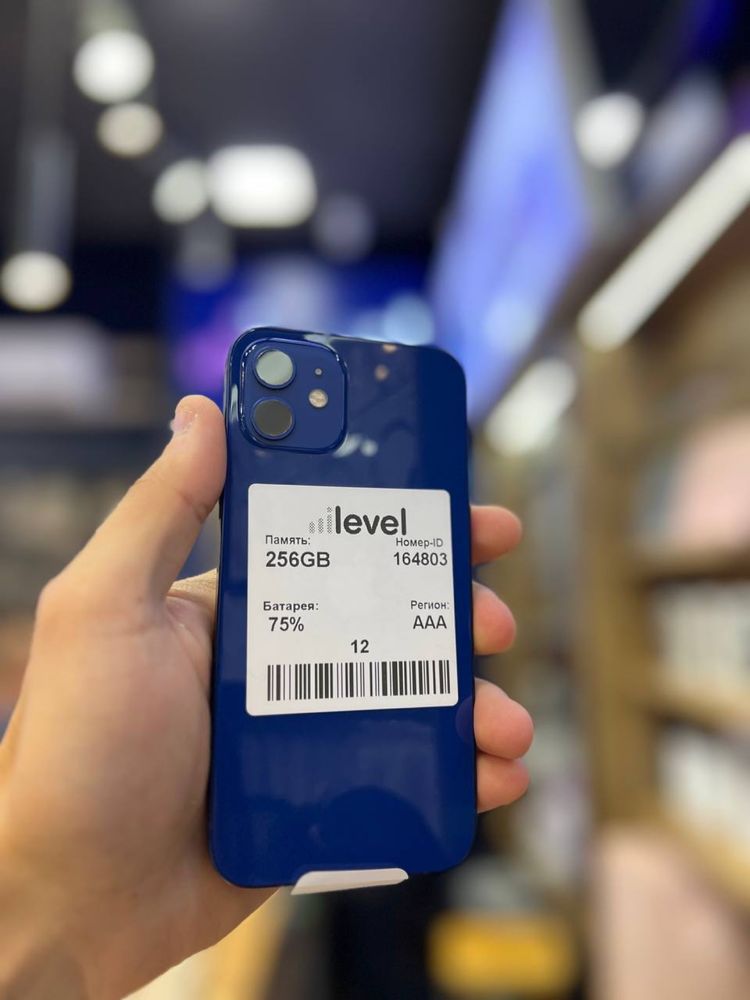 level
Память: Номер-ID
256GB 164803
Батарея: Регион:
75% AAA
12